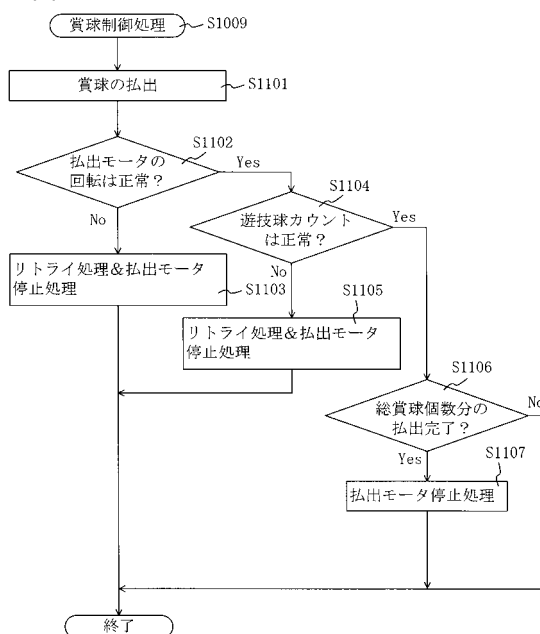 賞球制御処理
S1009
賞球の払出
S1101
払出モータの
回転は正常?
S1102
Yes
No
遊技球カウント
は正常?
S1104
Yes
No
リトライ処理&払出モータ
停止処理
S1103
リトライ処理&払出モータ
停止処理
S1105
総賞球個数分の
払出完了?
S1106
No
Yes
払出モータ停止処理
S1107
終了